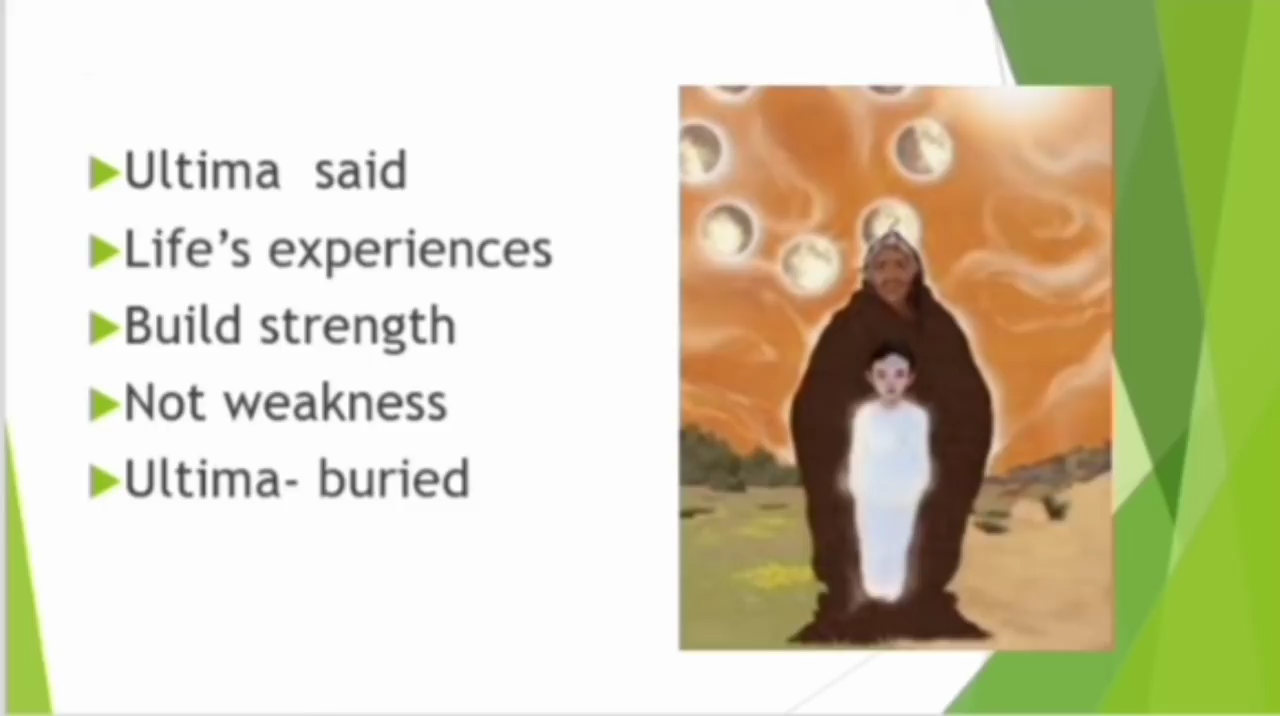 Ultima said
Life's experiences
Build strength
Not weakness
Ultima- buried